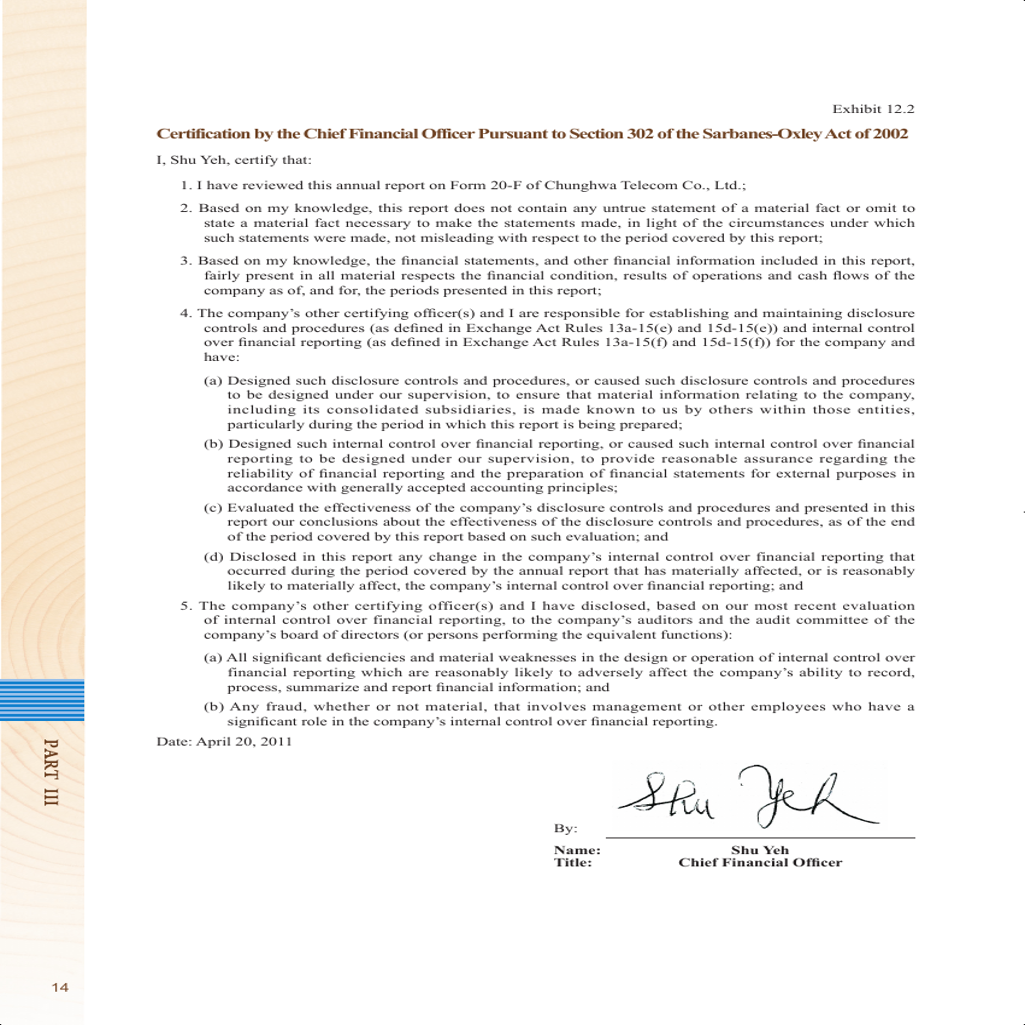 Exhibit 12.2
Certification by the Chief Financial Officer Pursuant to Section 302 of the Sarbanes-Oxley Act of 2002
I, Shu Yeh, certify that:
1. I have reviewed this annual report on Form 20-F of Chunghwa Telecom Co., Ltd.;
2. Based on my knowledge, this report does not contain any untrue statement of a material fact or omit to
state a material fact necessary to make the statements made, in light of the circumstances under which
such statements were made, not misleading with respect to the period covered by this report;
3. Based on my knowledge, the financial statements, and other financial information included in this report,
fairly present in all material respects the financial condition, results of operations and cash flows of the
company as of, and for, the periods presented in this report;
4. The company's other certifying officer(s) and I are responsible for establishing and maintaining disclosure
controls and procedures (as defined in Exchange Act Rules 13a-15(e) and 15d-15(e)) and internal control
over financial reporting (as defined in Exchange Act Rules 13a-15(f) and 15d-15(f)) for the company and
have:
(a) Designed such disclosure controls and procedures, or caused such disclosure controls and procedures
to be designed under our supervision, to ensure that material information relating to the company,
including its consolidated subsidiaries, is made known to us by others within those entities,
particularly during the period in which this report is being prepared;
(b) Designed such internal control over financial reporting, or caused such internal control over financial
reporting to be designed under our supervision, to provide reasonable assurance regarding the
reliability of financial reporting and the preparation of financial statements for external purposes in
accordance with generally accepted accounting principles;
(c) Evaluated the effectiveness of the company's disclosure controls and procedures and presented in this
report our conclusions about the effectiveness of the disclosure controls and procedures, as of the end
of the period covered by this report based on such evaluation; and
(d) Disclosed in this report any change in the company's internal control over financial reporting that
occurred during the period covered by the annual report that has materially affected, or is reasonably
likely to materially affect, the company's internal control over financial reporting; and
5. The company's other certifying officer(s) and I have disclosed, based on our most recent evaluation
of internal control over financial reporting, to the company's auditors and the audit committee of the
company's board of directors (or persons performing the equivalent functions):
(a) All significant deficiencies and material weaknesses in the design or operation of internal control over
financial reporting which are reasonably likely to adversely affect the company's ability to record,
process, summarize and report financial information; and
(b) Any fraud, whether or not material, that involves management or other employees who have a
significant role in the company's internal control over financial reporting.
Date: April 20, 2011
Shu Yeh
By:
Name: Shu Yeh
Title: Chief Financial Officer
PART III
14